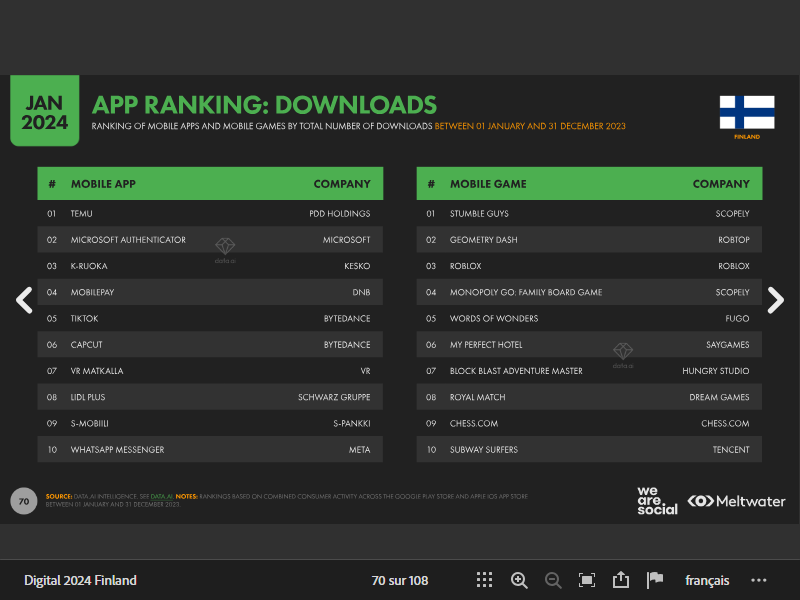 JAN
2024
APP RANKING: DOWNLOADS
RANKING OF MOBILE APPS AND MOBILE GAMES BY TOTAL NUMBER OF DOWNLOADS BETWEEN 01 JANUARY AND 31 DECEMBER 2023
FINLAND
# MOBILE APP COMPANY
01 TEMU PDD HOLDINGS
02 MICROSOFT AUTHENTICATOR MICROSOFT
03 K-RUOKA KESKO
04 MOBILEPAY DNB
05 TIKTOK BYTEDANCE
06 CAPCUT BYTEDANCE
07 VR MATKALLA VR
08 LIDL PLUS SCHWARZ GRUPPE
09 S-MOBIILI S-PANKKI
10 WHATSAPP MESSENGER META
data.ai
# MOBILE GAME COMPANY
01 STUMBLE GUYS SCOPELY
02 GEOMETRY DASH ROBTOP
03 ROBLOX ROBLOX
04 MONOPOLY GO: FAMILY BOARD GAME SCOPELY
05 WORDS OF WONDERS FUGO
06 MY PERFECT HOTEL SAYGAMES
07 BLOCK BLAST ADVENTURE MASTER HUNGRY STUDIO
08 ROYAL MATCH DREAM GAMES
09 CHESS.COM CHESS.COM
10 SUBWAY SURFERS TENCENT
data.ai
70
SOURCE: DATA.AI INTELLIGENCE. SEE DATA.AI. NOTES: RANKINGS BASED ON COMBINED CONSUMER ACTIVITY ACROSS THE GOOGLE PLAY STORE AND APPLE IOS APP STORE
BETWEEN 01 JANUARY AND 31 DECEMBER 2023.
we
are
social
Meltwater
Digital 2024 Finland
70 sur 108
français